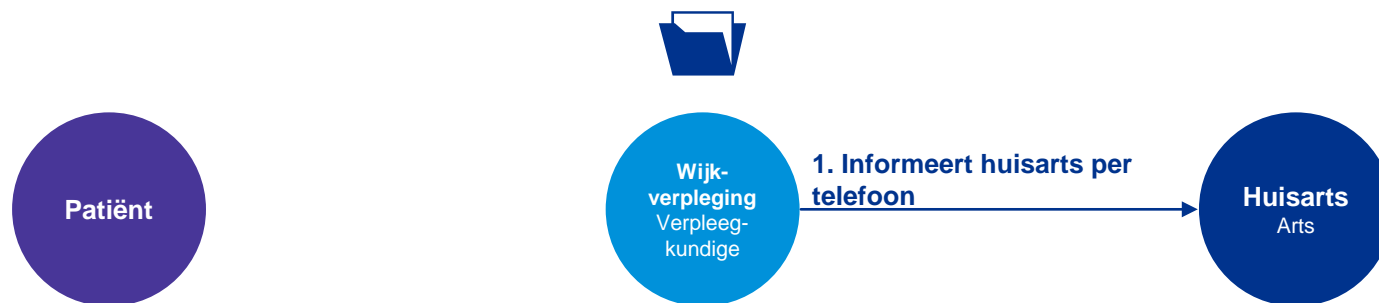 Patiënt
Wijk-
verpleging
Verpleeg-
kundige
1. Informeert huisarts per
telefoon
Huisarts
Arts